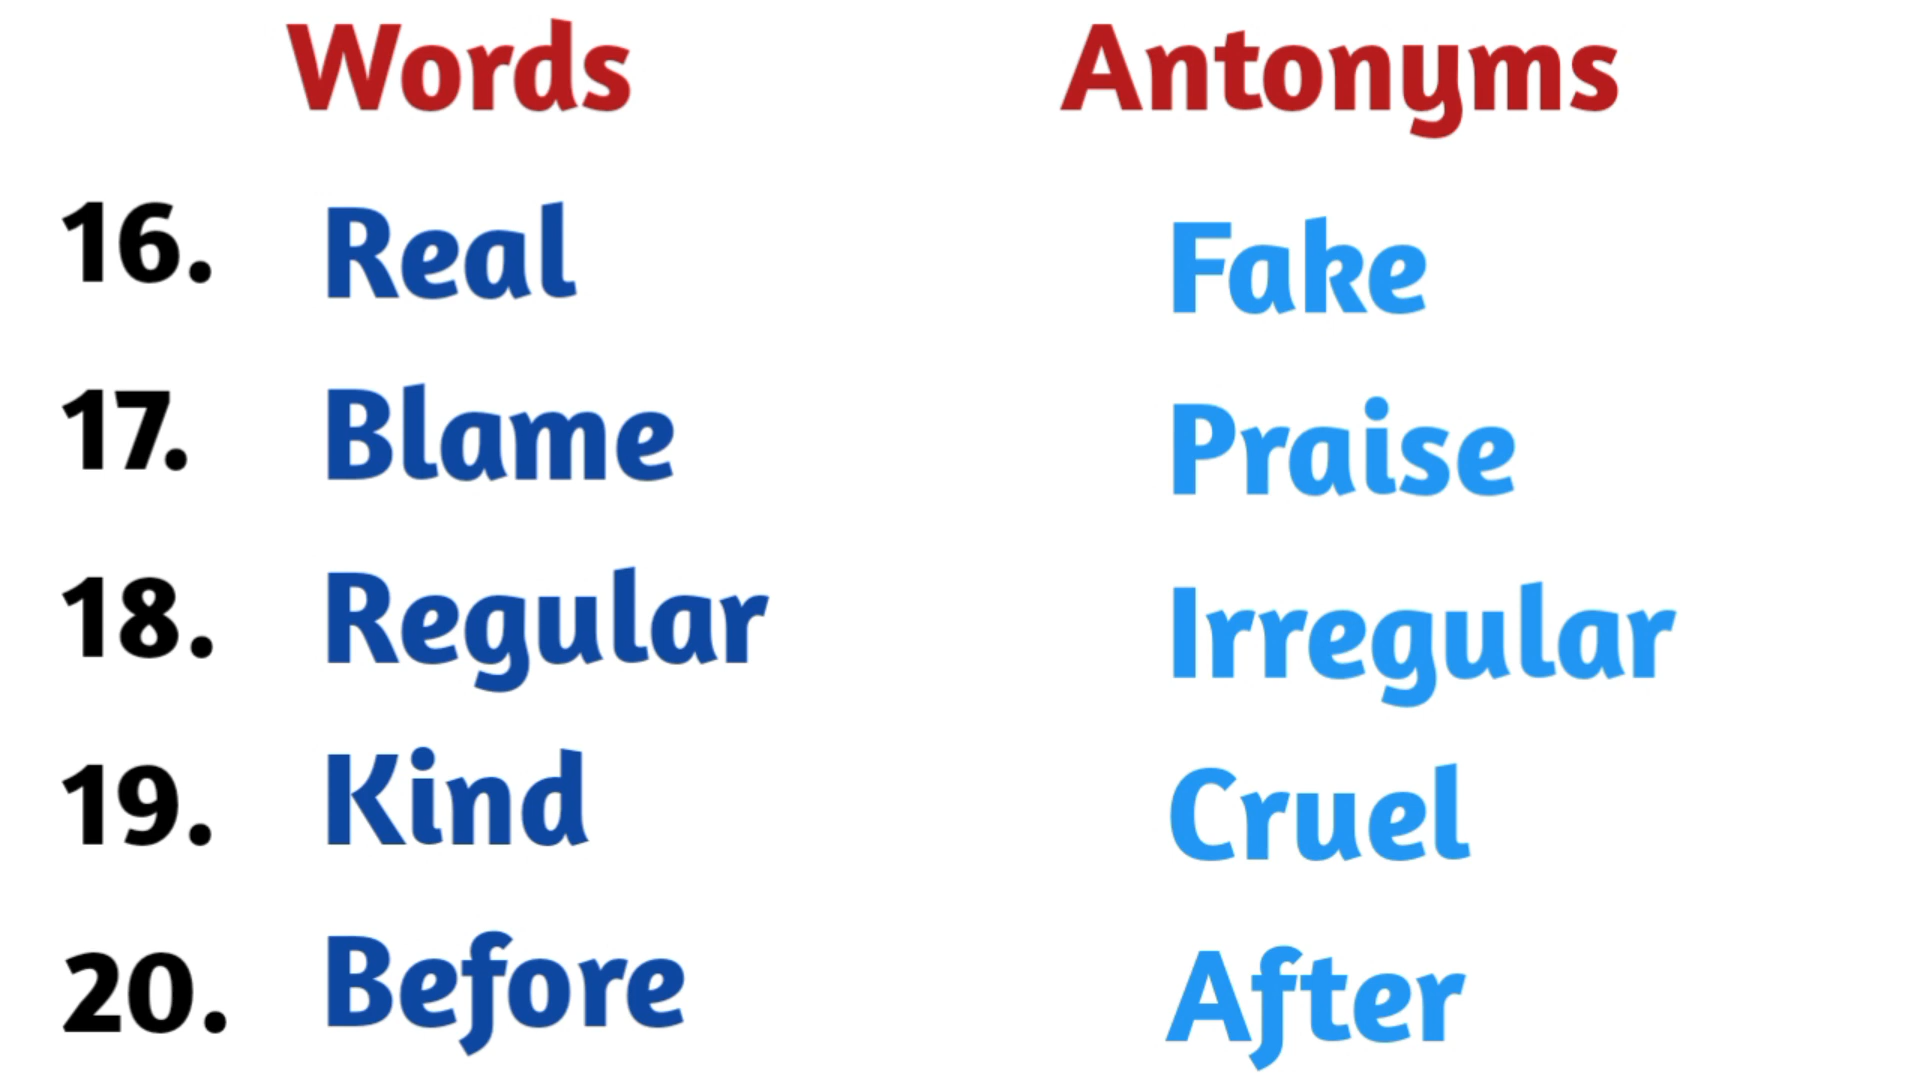 Words Antonyms
16. Real Fake
17. Blame Praise
18. Regular Irregular
19. Kind Cruel
20. Before After